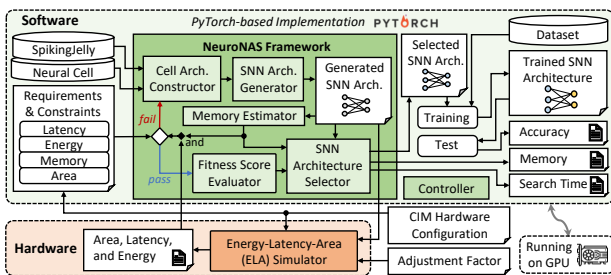 Software
PyTorch-based Implementation PYTORCH
SpikingJelly
Neural Cell
Requirements
& Constraints
Latency
Energy
Memory
Area
NeuroNAS Framework
Cell Arch.
Constructor
SNN Arch.
Generator
Generated
SNN Arch.
Memory Estimator
fail
and
pass
Fitness Score
Evaluator
SNN
Architecture
Selector
Selected
SNN Arch.
Dataset
Trained SNN
Architecture
Training
Test
Accuracy
Memory
Search Time
Controller
Hardware
Area, Latency,
and Energy
Energy-Latency-Area
(ELA) Simulator
CIM Hardware
Configuration
Adjustment Factor
Running
on GPU